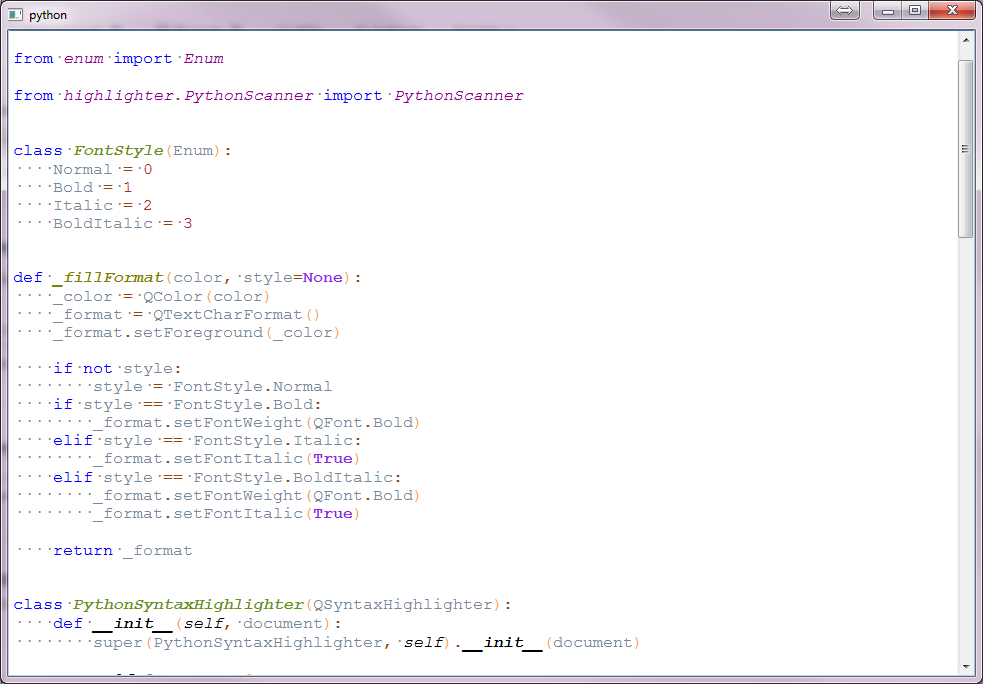 python
from enum import Enum
from highlighter.PythonScanner import PythonScanner
class FontStyle(Enum):
····Normal = 0
····Bold = 1
····Italic = 2
····BoldItalic = 3
def _fillFormat(color, style=None):
····_color = QColor(color)
····_format = QTextCharFormat()
····_format.setForeground(_color)
····if not style:
········style = FontStyle.Normal
····if style == FontStyle.Bold:
········_format.setFontWeight(QFont.Bold)
····elif style == FontStyle.Italic:
········_format.setFontItalic(True)
····elif style == FontStyle.BoldItalic:
········_format.setFontWeight(QFont.Bold)
········_format.setFontItalic(True)
····return _format
class PythonSyntaxHighlighter(QSyntaxHighlighter):
····def __init__(self, document):
········super(PythonSyntaxHighlighter, self).__init__(document)